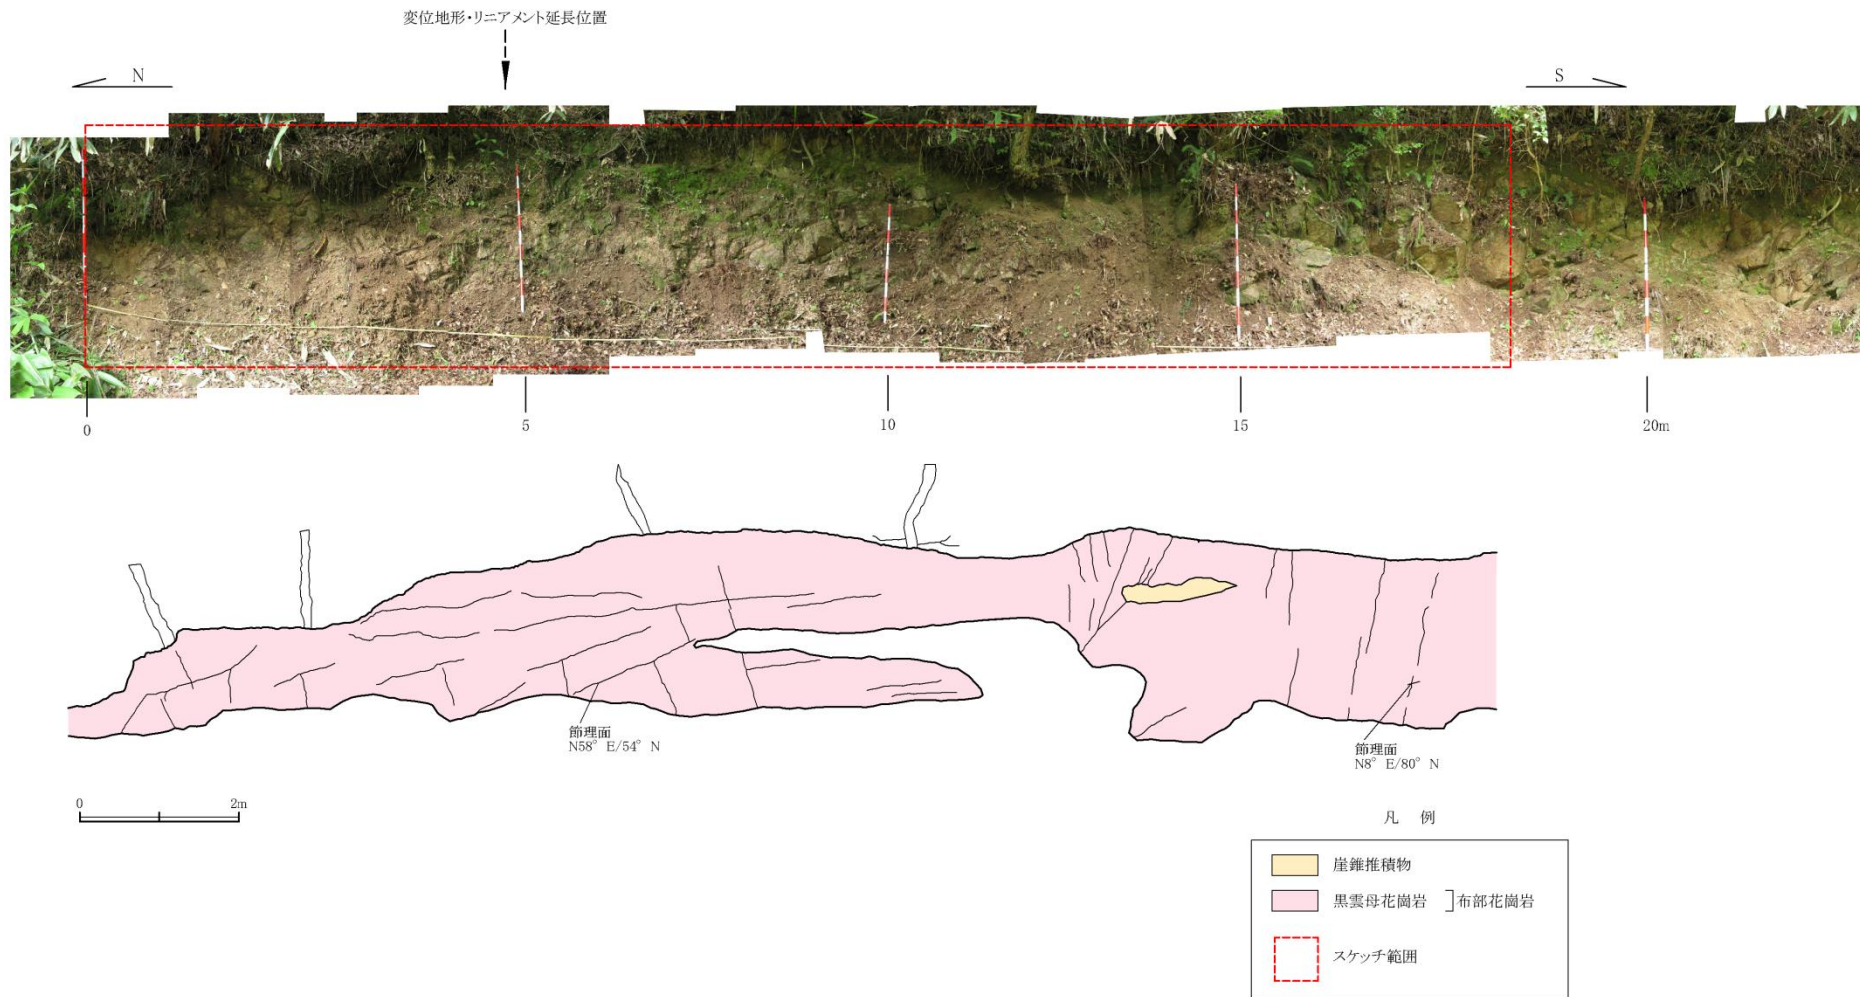 変位地形・リニアメント延長位置
N
S
0
5
10
15
20m
節理面
N58° E/54° N
節理面
N8° E/80° N
0
2m
凡 例
崖錐推積物
黒雲母花崗岩
布部花崗岩
スケッチ範囲